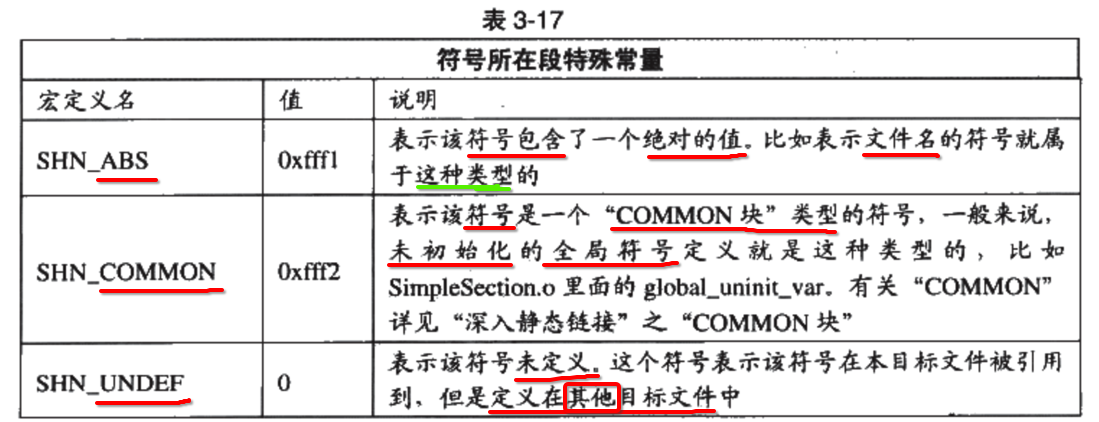 表 3-17
符号所在段特殊常量
宏定义名 值 说明
SHN_ABS 0xfff1 表示该符号包含了一个绝对的值。比如表示文件名的符号就属
于这种类型的
SHN_COMMON 0xfff2 表示该符号是一个“COMMON 块”类型的符号，一般来说，
未初始化的全局符号定义就是这种类型的，比如
SimpleSection.o 里面的 global_uninit_var。有关“COMMON”
详见“深入静态链接”之“COMMON 块”
SHN_UNDEF 0 表示该符号未定义。这个符号表示该符号在本目标文件被引用
到，但是定义在其他目标文件中